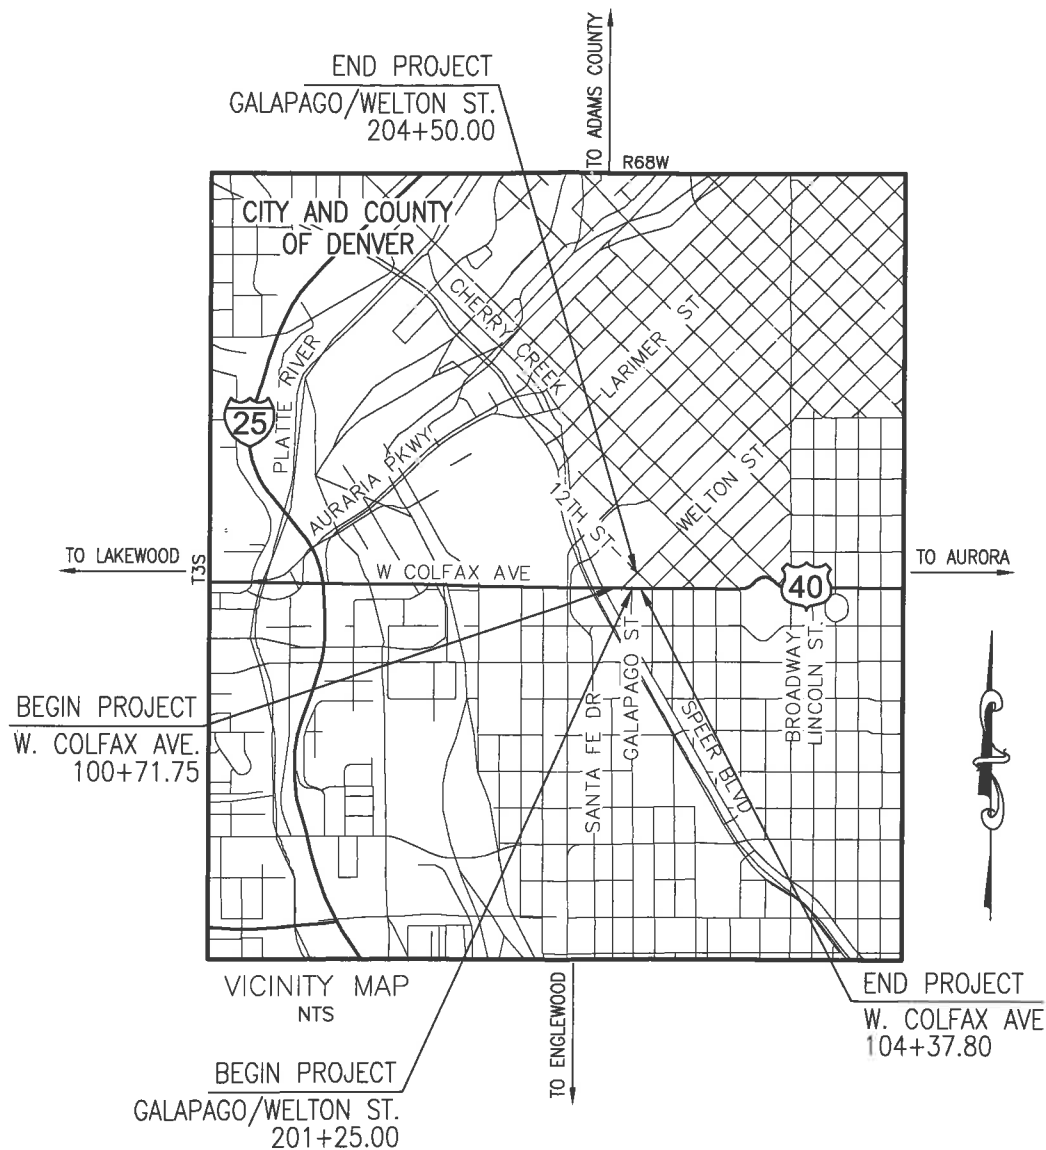 END PROJECT
GALAPAGO/WELTON ST.
204+50.00
TO ADAMS COUNTY
R68W
CITY AND COUNTY
OF DENVER
CHERRY CREEK
LARIMER ST
PLATTE RIVER
25
AURARIA PKWY
WELTON ST
12TH ST
TO LAKEWOOD
T3S
W COLFAX AVE
40
TO AURORA
BEGIN PROJECT
W. COLFAX AVE.
100+71.75
SANTA FE DR
GALAPAGO ST
SPEER BLVD
BROADWAY
LINCOLN ST.
VICINITY MAP
NTS
TO ENGLEWOOD
END PROJECT
W. COLFAX AVE
104+37.80
BEGIN PROJECT
GALAPAGO/WELTON ST.
201+25.00